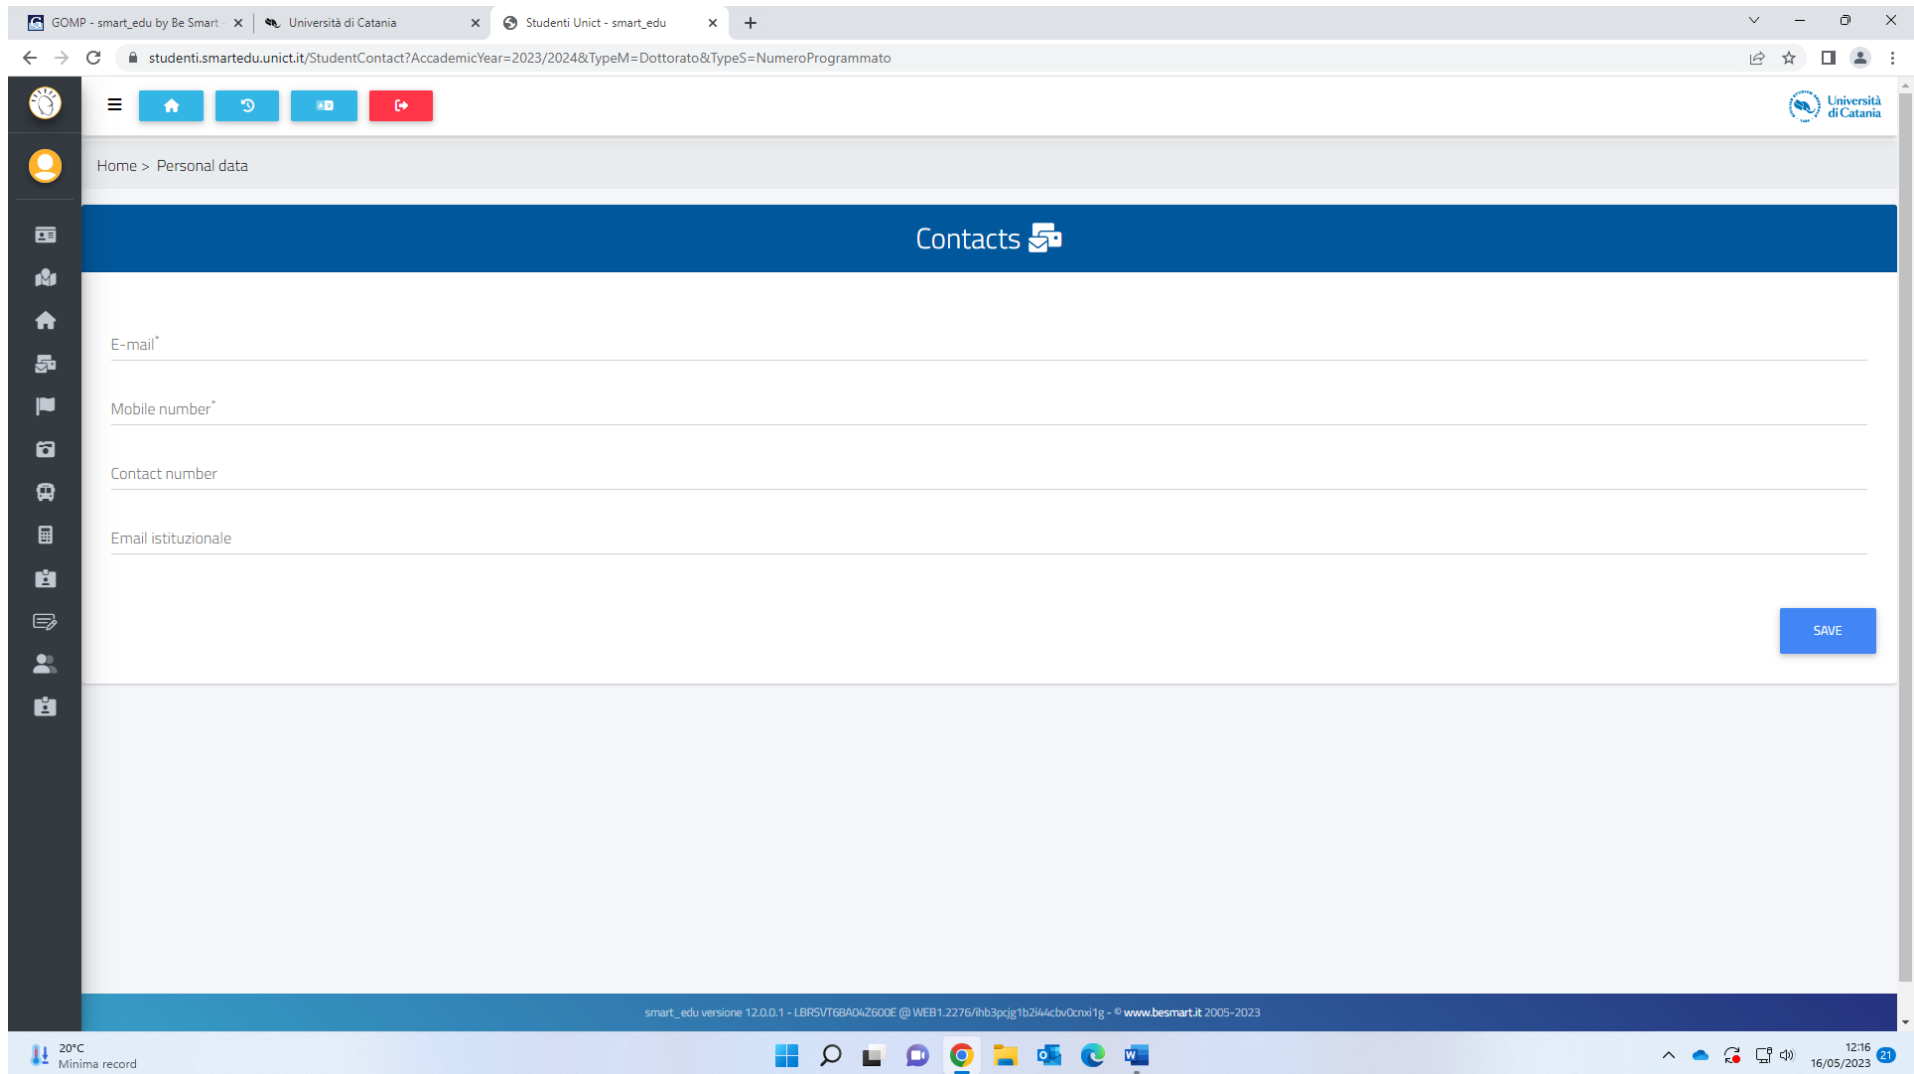 GOMP - smart_edu by Be Smart -
Università di Catania
Studenti Unict - smart_edu
studenti.smartedu.unict.it/StudentContact?AccademicYear=2023/2024&TypeM=Dottorato&TypeS=NumeroProgrammato
Università
di Catania
Home > Personal data
Contacts
E-mail*
Mobile number*
Contact number
Email istituzionale
SAVE
smart_edu versione 12.0.0.1 - LBRSVT68A04Z600E @ WEB1.2276/ihb3pcjg1b2i44cbv0cnxi1g - © www.besmart.it 2005-2023
20°C
Minima record
12:16
16/05/2023
21